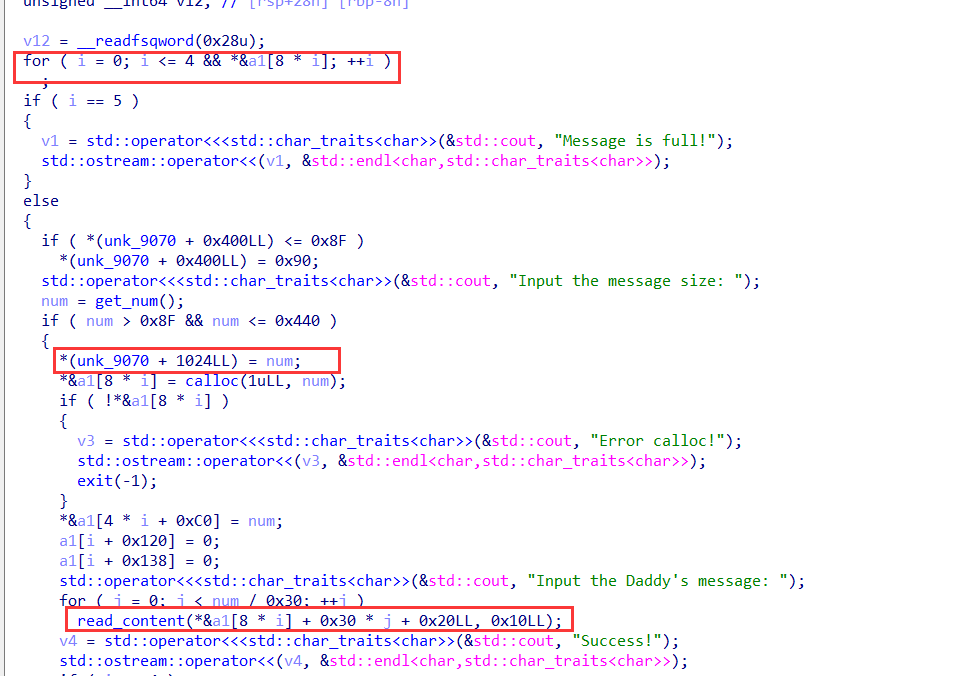 unsigned __int64 v12; // [rsp+28h] [rbp-8h]
v12 = __readfsqword(0x28u);
for ( i = 0; i <= 4 && *&a1[8 * i]; ++i )
;
if ( i == 5 )
{
v1 = std::operator<<<std::char_traits<char>>(&std::cout, "Message is full!");
std::ostream::operator<<(v1, &std::endl<char,std::char_traits<char>>);
}
else
{
if ( *(unk_9070 + 0x400LL) <= 0x8F )
*(unk_9070 + 0x400LL) = 0x90;
std::operator<<<std::char_traits<char>>(&std::cout, "Input the message size: ");
num = get_num();
if ( num > 0x8F && num <= 0x440 )
{
*(unk_9070 + 1024LL) = num;
*&a1[8 * i] = calloc(1uLL, num);
if ( !*&a1[8 * i] )
{
v3 = std::operator<<<std::char_traits<char>>(&std::cout, "Error calloc!");
std::ostream::operator<<(v3, &std::endl<char,std::char_traits<char>>);
exit(-1);
}
*&a1[4 * i + 0xC0] = num;
a1[i + 0x120] = 0;
a1[i + 0x138] = 0;
std::operator<<<std::char_traits<char>>(&std::cout, "Input the Daddy's message: ");
for ( j = 0; j < num / 0x30; ++j )
read_content(*&a1[8 * i] + 0x30 * j + 0x20LL, 0x10LL);
v4 = std::operator<<<std::char_traits<char>>(&std::cout, "Success!");
std::ostream::operator<<(v4, &std::endl<char,std::char_traits<char>>);